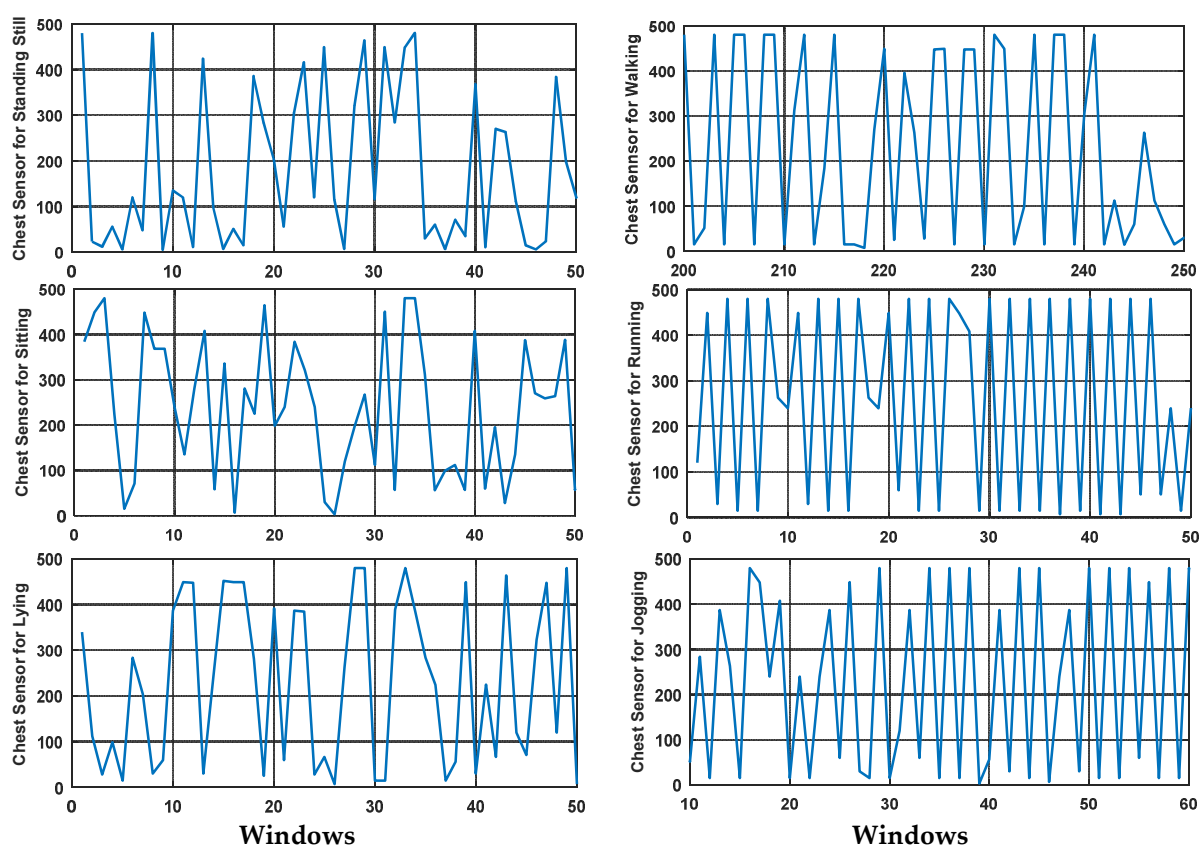 Chest Sensor for Standing Still
500
400
300
200
100
0
0 10 20 30 40 50
Chest Sennsor for Walking
500
400
300
200
100
0
200 210 220 230 240 250
Chest Sensor for Sitting
500
400
300
200
100
0
0 10 20 30 40 50
Chest Sensor for Running
500
400
300
200
100
0
0 10 20 30 40 50
Chest Sensor for Lying
500
400
300
200
100
0
0 10 20 30 40 50
Windows
Chest Sensor for Jogging
500
400
300
200
100
0
10 20 30 40 50 60
Windows